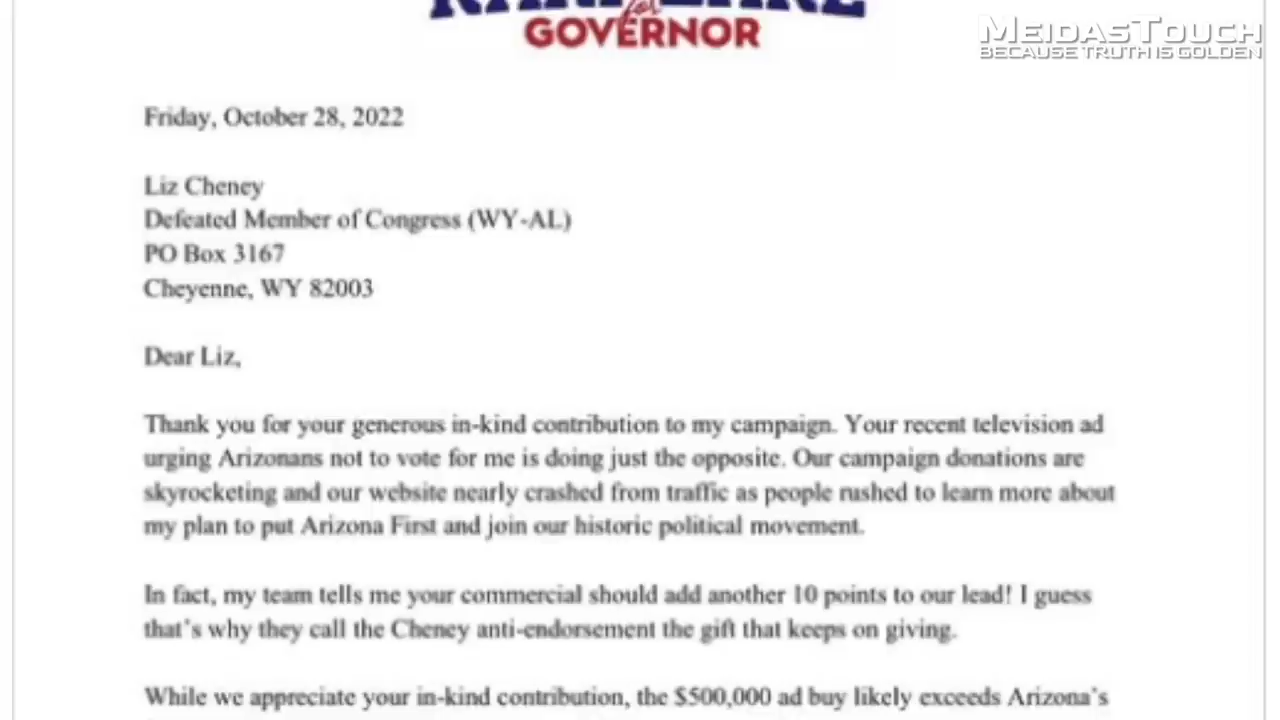 for
GOVERNOR
MEIDASTOUCH
BECAUSE TRUTH IS GOLDEN
Friday, October 28, 2022
Liz Cheney
Defeated Member of Congress (WY-AL)
PO Box 3167
Cheyenne, WY 82003
Dear Liz,
Thank you for your generous in-kind contribution to my campaign. Your recent television ad
urging Arizonans not to vote for me is doing just the opposite. Our campaign donations are
skyrocketing and our website nearly crashed from traffic as people rushed to learn more about
my plan to put Arizona First and join our historic political movement.
In fact, my team tells me your commercial should add another 10 points to our lead! I guess
that's why they call the Cheney anti-endorsement the gift that keeps on giving.
While we appreciate your in-kind contribution, the $500,000 ad buy likely exceeds Arizona's